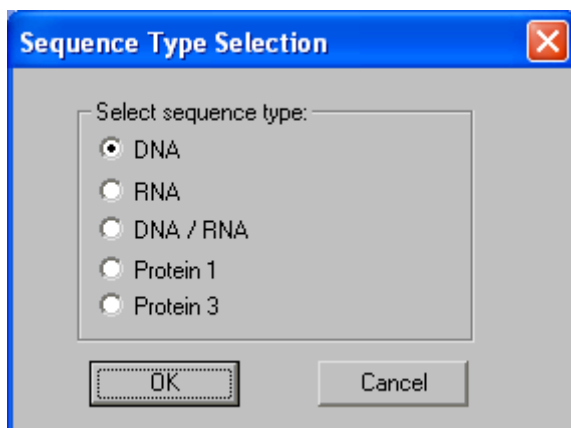 Sequence Type Selection
Select sequence type:
DNA
RNA
DNA / RNA
Protein 1
Protein 3
OK Cancel